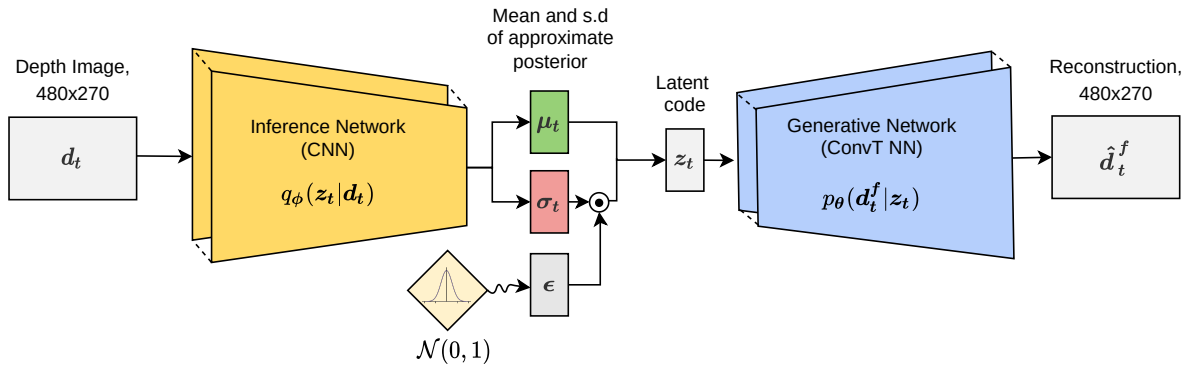 Depth Image,
480x270
d_t
Inference Network
(CNN)
q_ϕ(z_t|d_t)
Mean and s.d
of approximate
posterior
μ_t
σ_t
ϵ
𝒩(0, 1)
Latent
code
z_t
Generative Network
(ConvT NN)
p_θ(d_t^f|z_t)
Reconstruction,
480x270
d̂_t^f